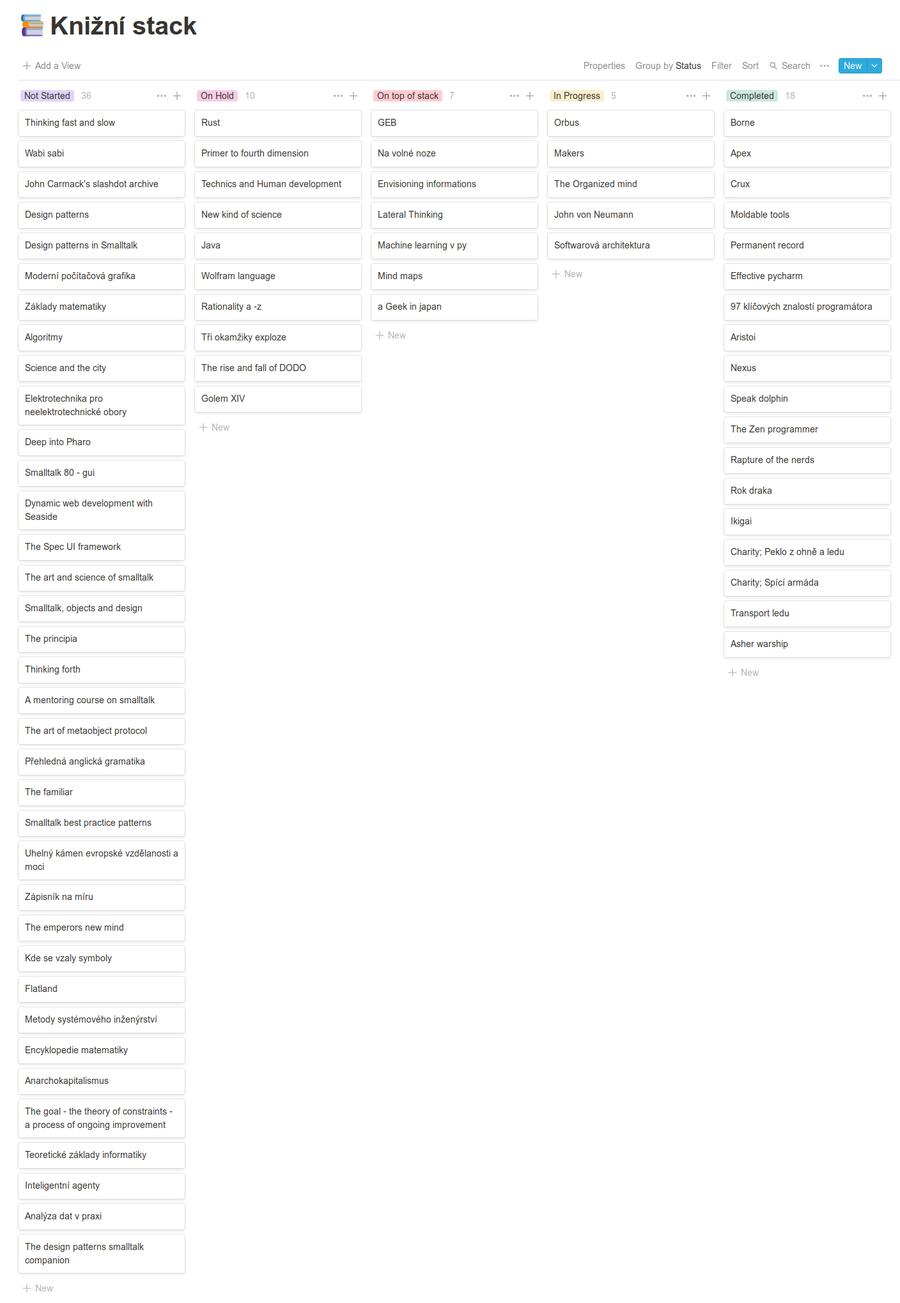 Knižní stack
Add a View
Properties Group by Status Filter Sort Search New
Not Started 36
Thinking fast and slow
Wabi sabi
John Carmack's slashdot archive
Design patterns
Design patterns in Smalltalk
Moderní počítačová grafika
Základy matematiky
Algoritmy
Science and the city
Elektrotechnika pro
neelektrotechnické obory
Deep into Pharo
Smalltalk 80 - gui
Dynamic web development with
Seaside
The Spec UI framework
The art and science of smalltalk
Smalltalk, objects and design
The principia
Thinking forth
A mentoring course on smalltalk
The art of metaobject protocol
Přehledná anglická gramatika
The familiar
Smalltalk best practice patterns
Uhelný kámen evropské vzdělanosti a
moci
Zápisník na míru
The emperors new mind
Kde se vzaly symboly
Flatland
Metody systémového inženýrství
Encyklopedie matematiky
Anarchokapitalismus
The goal - the theory of constraints -
a process of ongoing improvement
Teoretické základy informatiky
Inteligentní agenty
Analýza dat v praxi
The design patterns smalltalk
companion
New
On Hold 10
Rust
Primer to fourth dimension
Technics and Human development
New kind of science
Java
Wolfram language
Rationality a -z
Tři okamžiky exploze
The rise and fall of DODO
Golem XIV
New
On top of stack 7
GEB
Na volné noze
Envisioning informations
Lateral Thinking
Machine learning v py
Mind maps
a Geek in japan
New
In Progress 5
Orbus
Makers
The Organized mind
John von Neumann
Softwarová architektura
New
Completed 18
Borne
Apex
Crux
Moldable tools
Permanent record
Effective pycharm
97 klíčových znalostí programátora
Aristoi
Nexus
Speak dolphin
The Zen programmer
Rapture of the nerds
Rok draka
Ikigai
Charity; Peklo z ohně a ledu
Charity; Spící armáda
Transport ledu
Asher warship
New